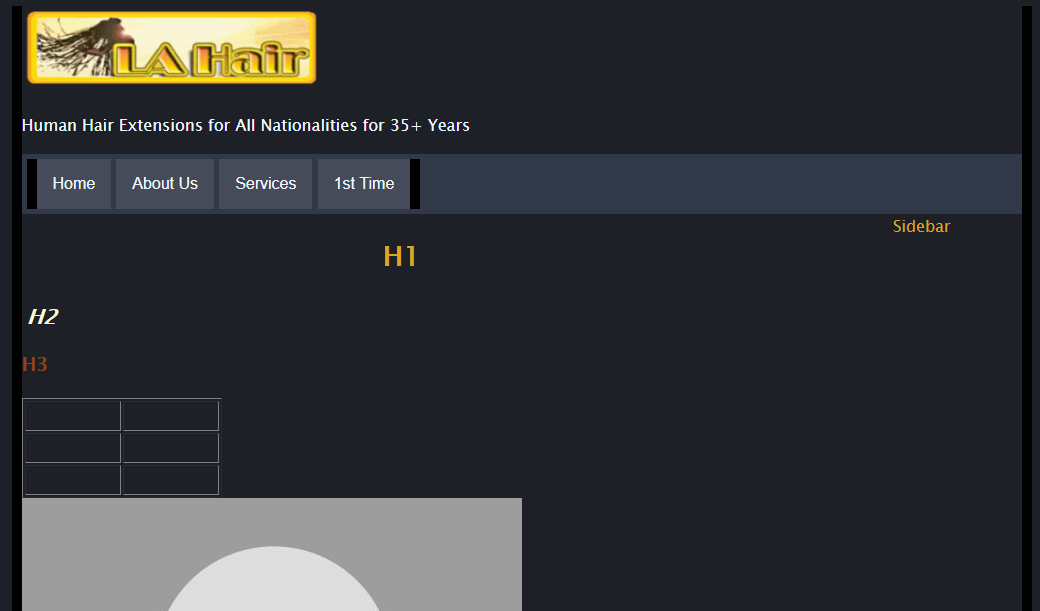 LA Hair
Human Hair Extensions for All Nationalities for 35+ Years
Home About Us Services 1st Time
Sidebar
H1
H2
H3